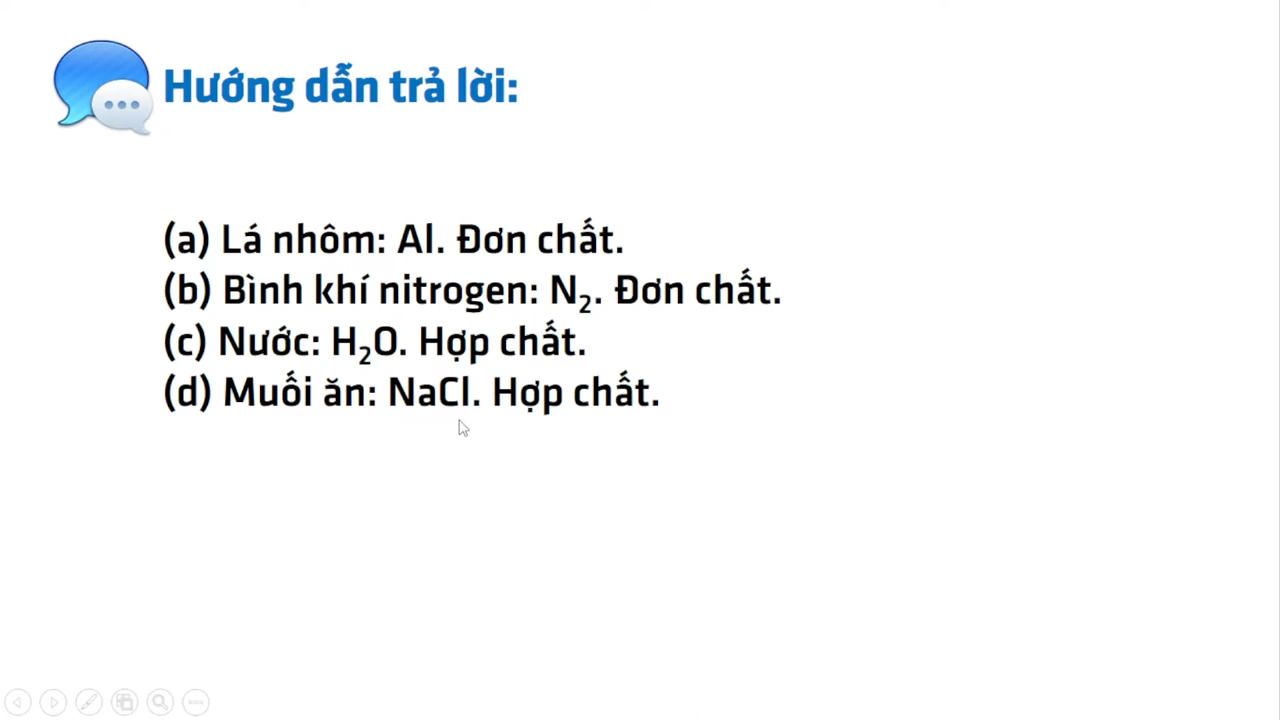 Hướng dẫn trả lời:
(a) Lá nhôm: Al. Đơn chất.
(b) Bình khí nitrogen: N₂. Đơn chất.
(c) Nước: H₂O. Hợp chất.
(d) Muối ăn: NaCl. Hợp chất.